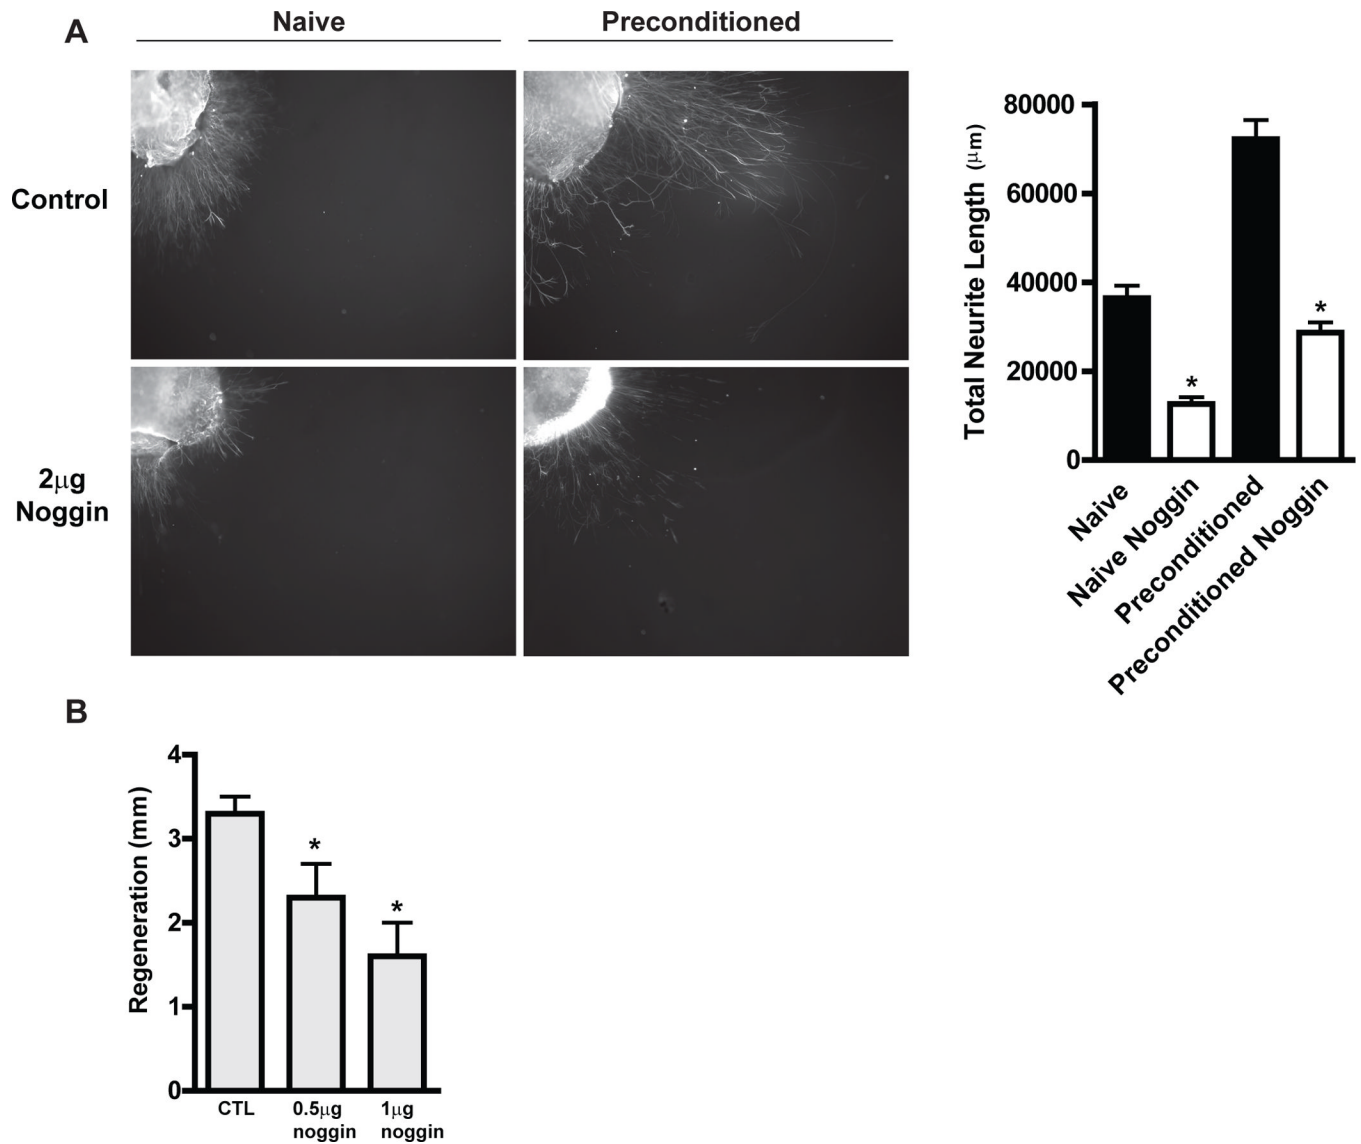 A
Naive
Preconditioned
Control
2μg
Noggin
Total Neurite Length (μm)
80000
60000
40000
20000
0
*
*
Naive
Naive Noggin
Preconditioned
Preconditioned Noggin
B
Regeneration (mm)
4
3
2
1
0
*
*
CTL
0.5μg
noggin
1μg
noggin